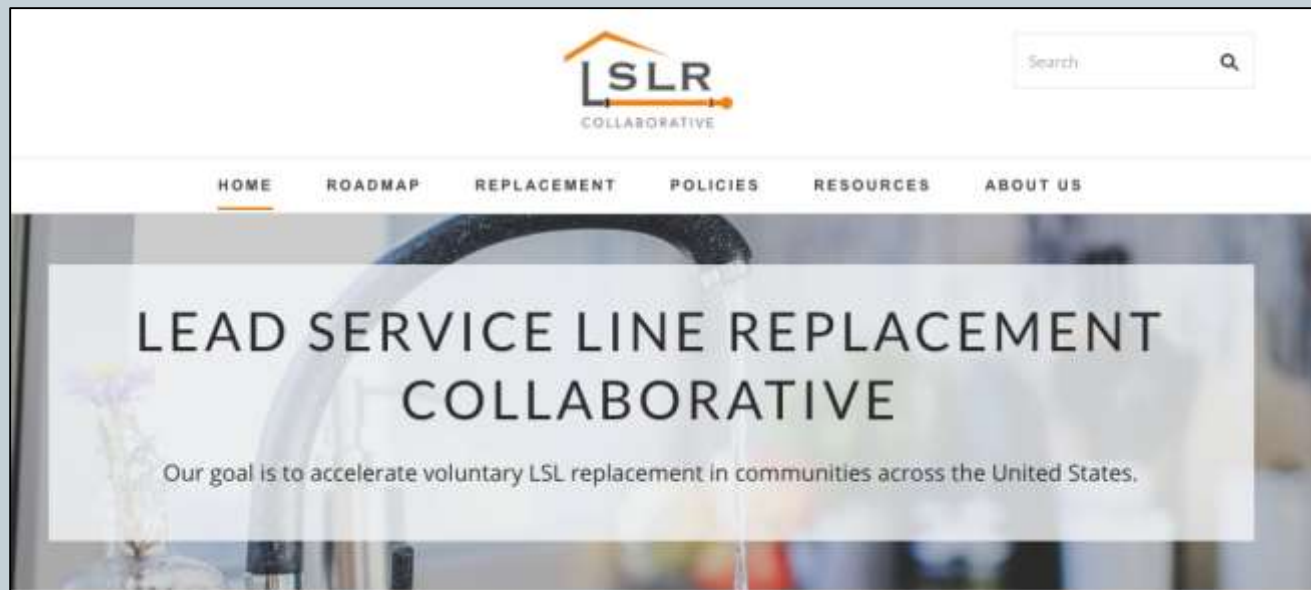 LSLR
COLLABORATIVE
Search
HOME ROADMAP REPLACEMENT POLICIES RESOURCES ABOUT US
LEAD SERVICE LINE REPLACEMENT
COLLABORATIVE
Our goal is to accelerate voluntary LSL replacement in communities across the United States.